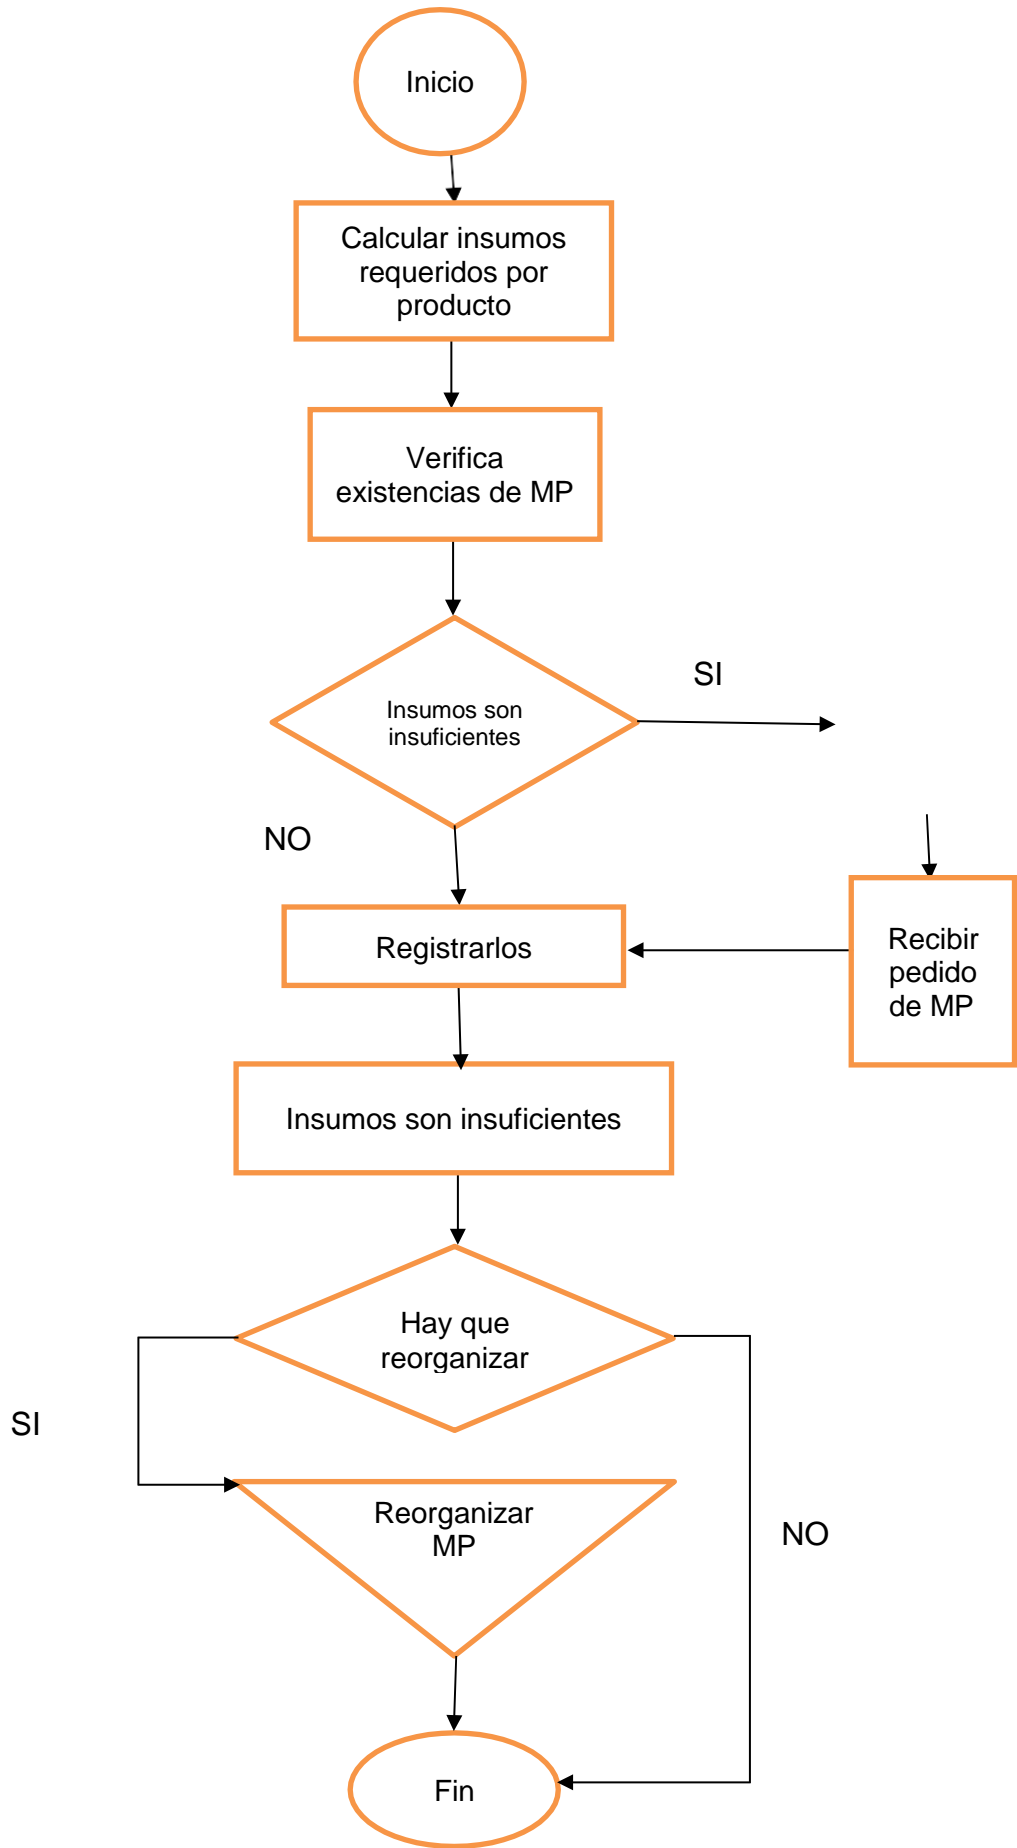 Inicio
Calcular insumos
requeridos por
producto
Verifica
existencias de MP
SI
Insumos son
insuficientes
NO
Registrarlos
Recibir
pedido
de MP
Insumos son insuficientes
Hay que
reorganizar
SI
Reorganizar
MP
NO
Fin